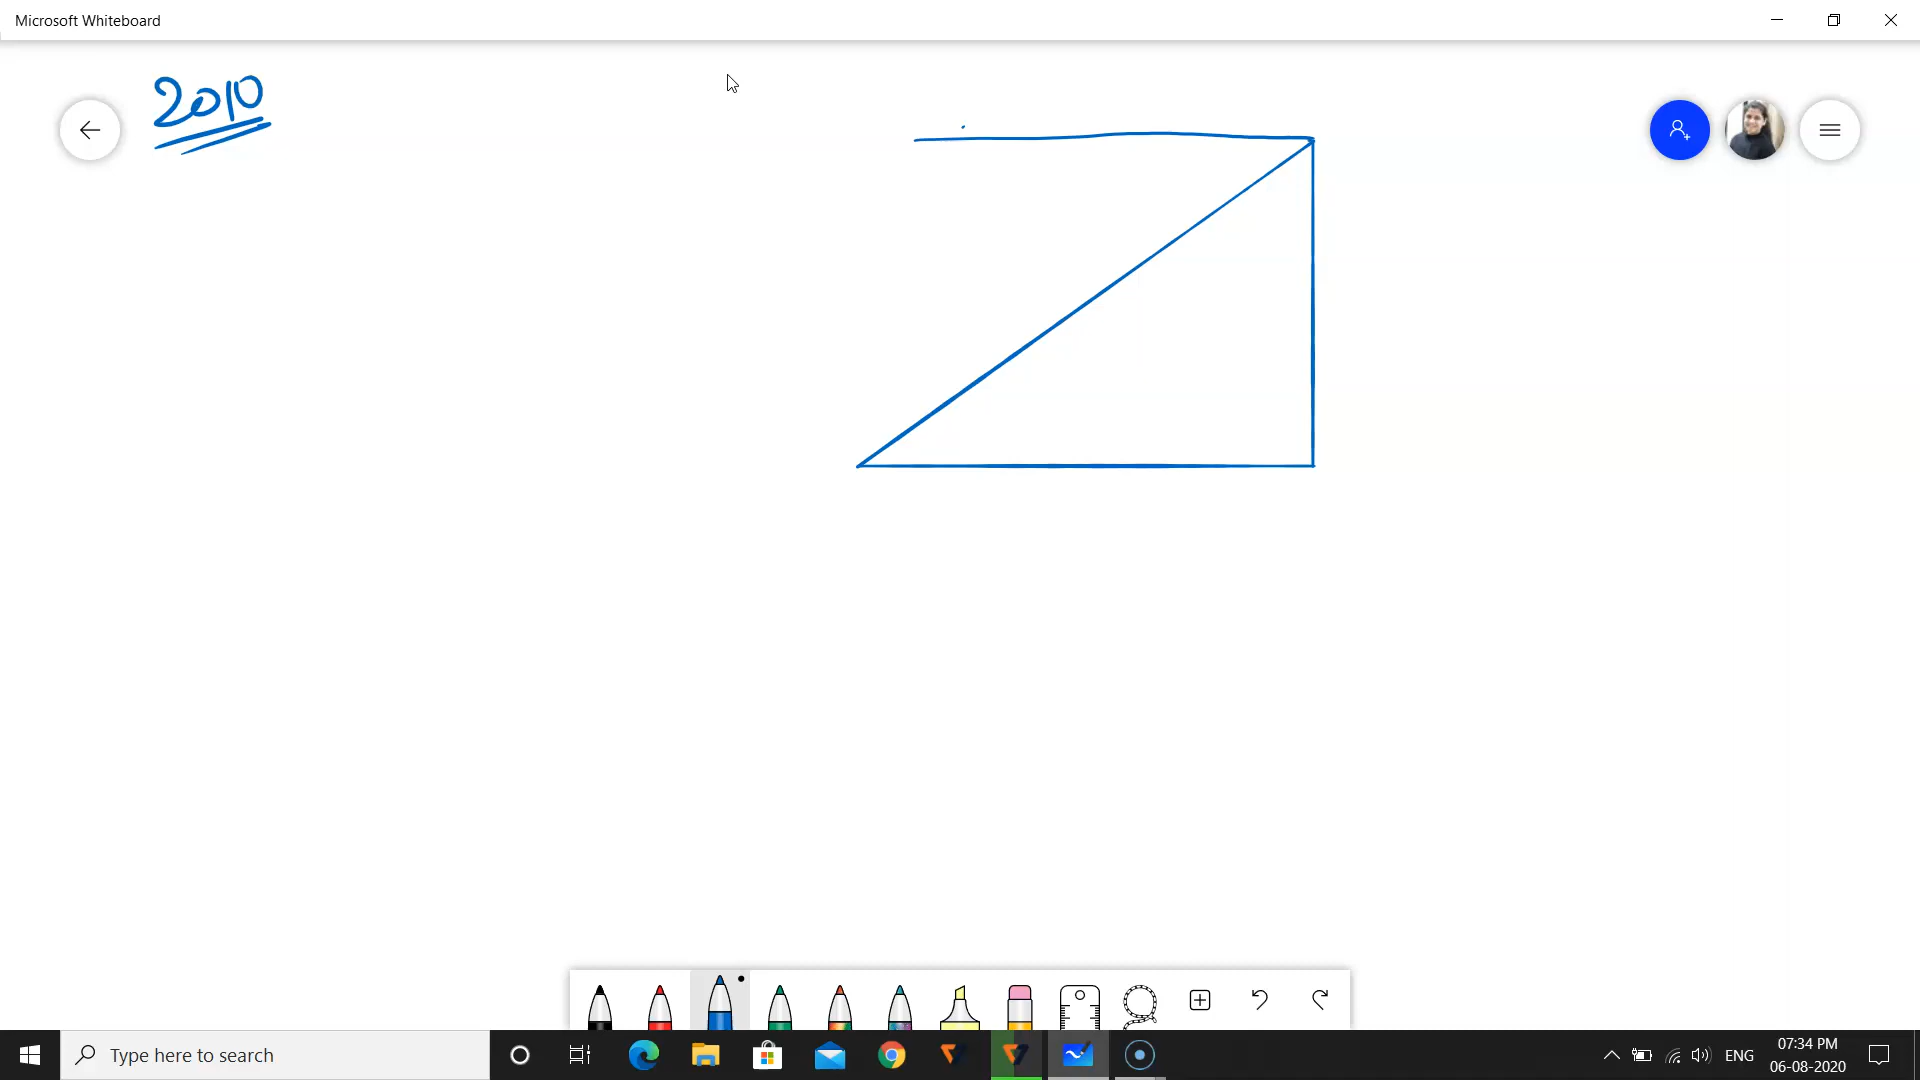 Microsoft Whiteboard
2010
Type here to search
ENG
07:34 PM
06-08-2020